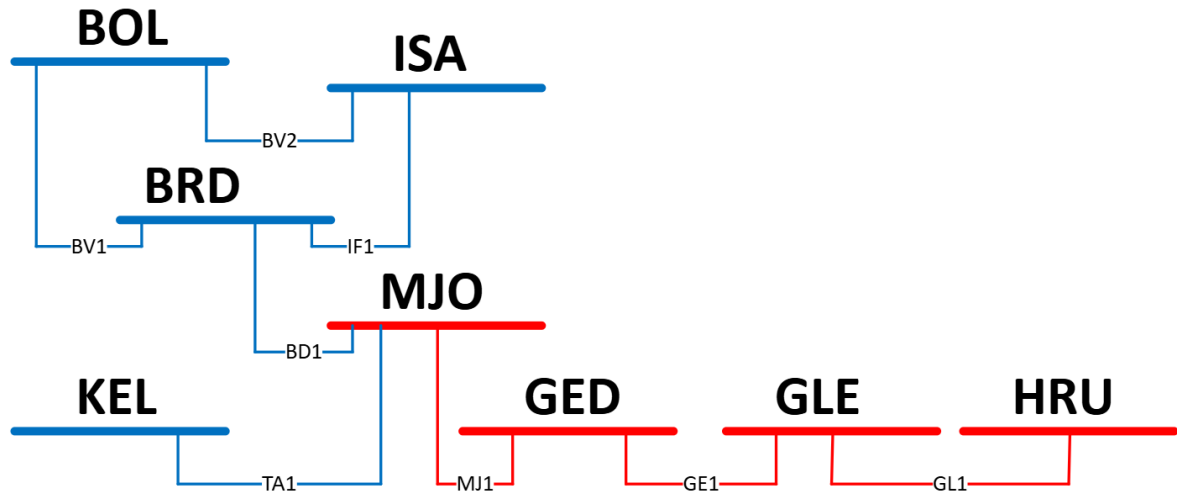 BOL
ISA
BV2
BRD
BV1
IF1
MJO
BD1
KEL
GED
GLE
HRU
TA1
MJ1
GE1
GL1